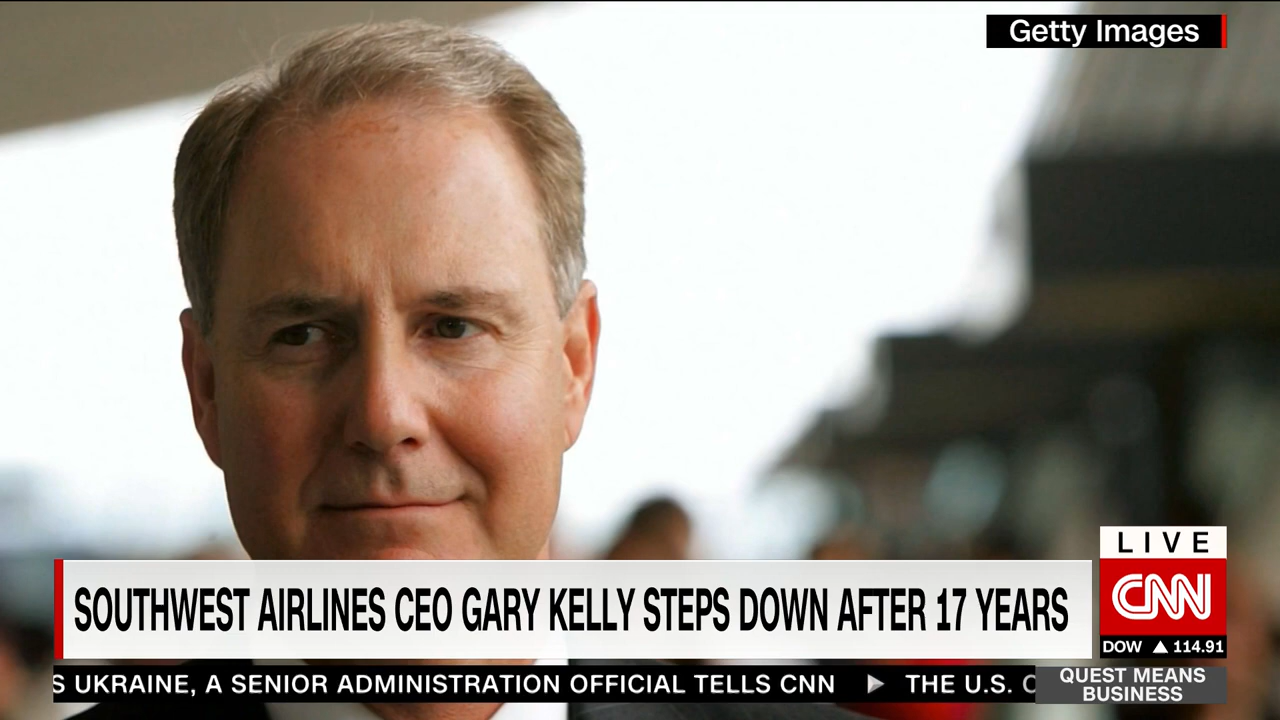 Getty Images
LIVE
CNN
SOUTHWEST AIRLINES CEO GARY KELLY STEPS DOWN AFTER 17 YEARS
DOW ▲ 114.91
S UKRAINE, A SENIOR ADMINISTRATION OFFICIAL TELLS CNN ▶ THE U.S.
QUEST MEANS
BUSINESS